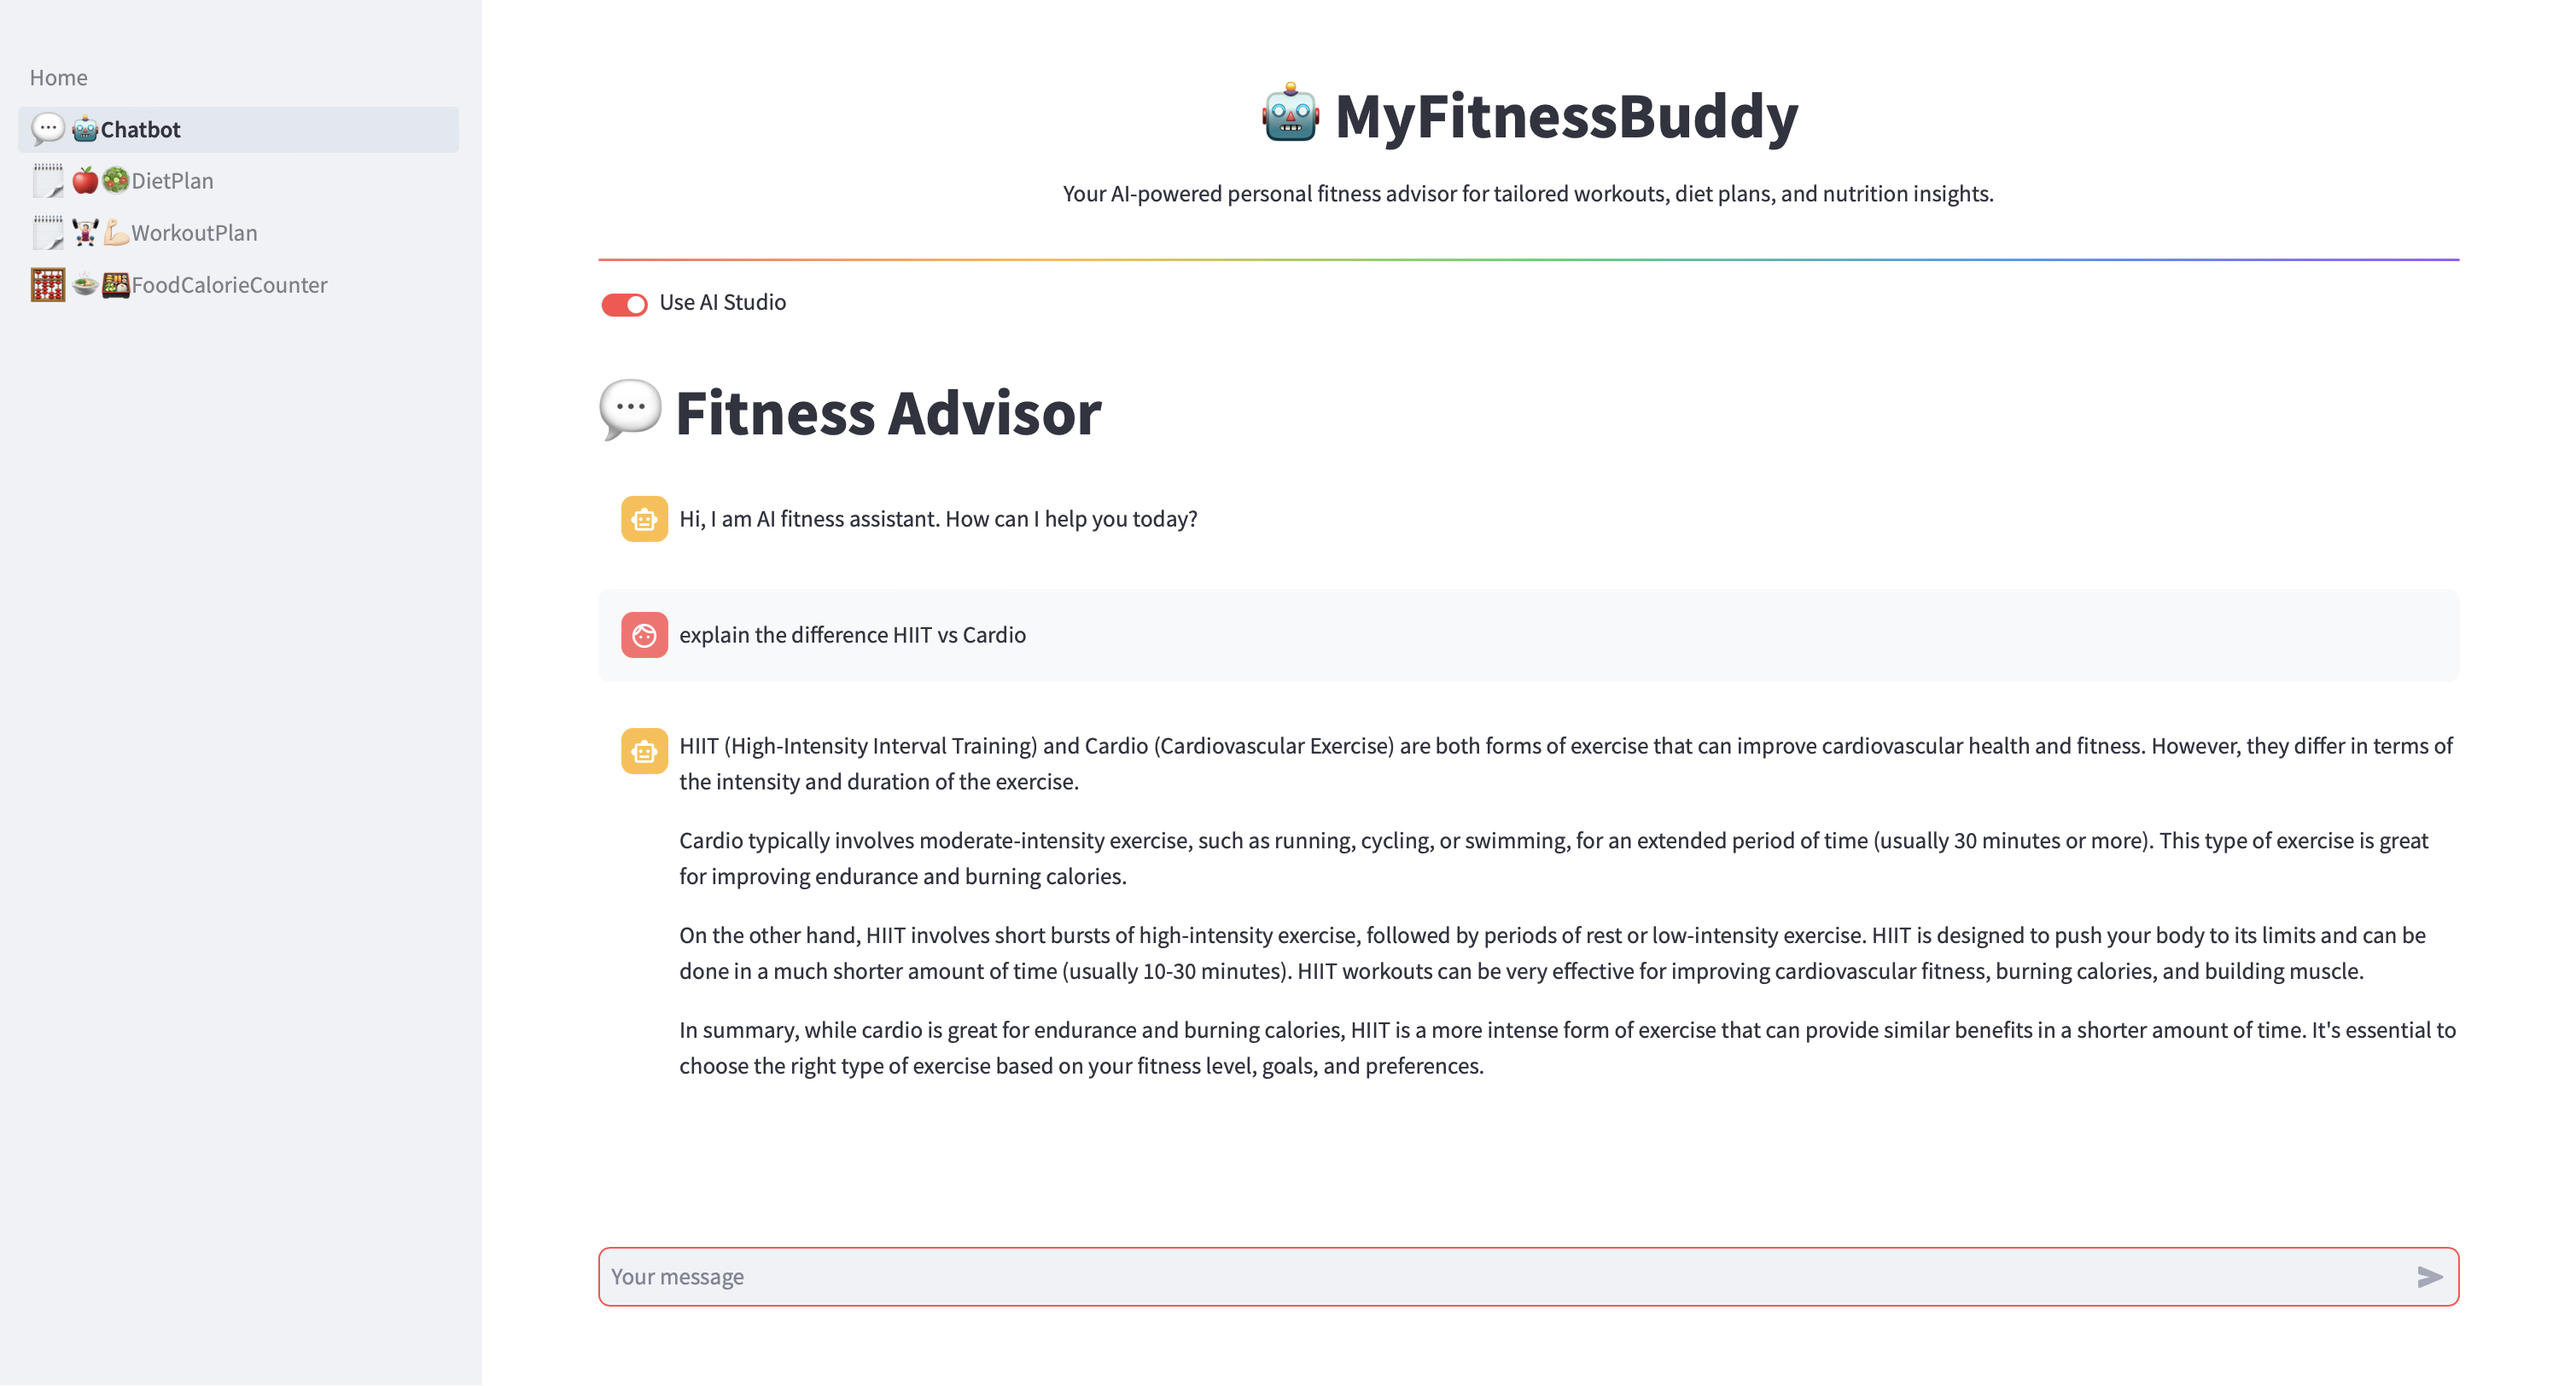 Home
Chatbot
DietPlan
WorkoutPlan
FoodCalorieCounter
MyFitnessBuddy
Your AI-powered personal fitness advisor for tailored workouts, diet plans, and nutrition insights.
Use AI Studio
Fitness Advisor
Hi, I am AI fitness assistant. How can I help you today?
explain the difference HIIT vs Cardio
HIIT (High-Intensity Interval Training) and Cardio (Cardiovascular Exercise) are both forms of exercise that can improve cardiovascular health and fitness. However, they differ in terms of
the intensity and duration of the exercise.
Cardio typically involves moderate-intensity exercise, such as running, cycling, or swimming, for an extended period of time (usually 30 minutes or more). This type of exercise is great
for improving endurance and burning calories.
On the other hand, HIIT involves short bursts of high-intensity exercise, followed by periods of rest or low-intensity exercise. HIIT is designed to push your body to its limits and can be
done in a much shorter amount of time (usually 10-30 minutes). HIIT workouts can be very effective for improving cardiovascular fitness, burning calories, and building muscle.
In summary, while cardio is great for endurance and burning calories, HIIT is a more intense form of exercise that can provide similar benefits in a shorter amount of time. It's essential to
choose the right type of exercise based on your fitness level, goals, and preferences.
Your message